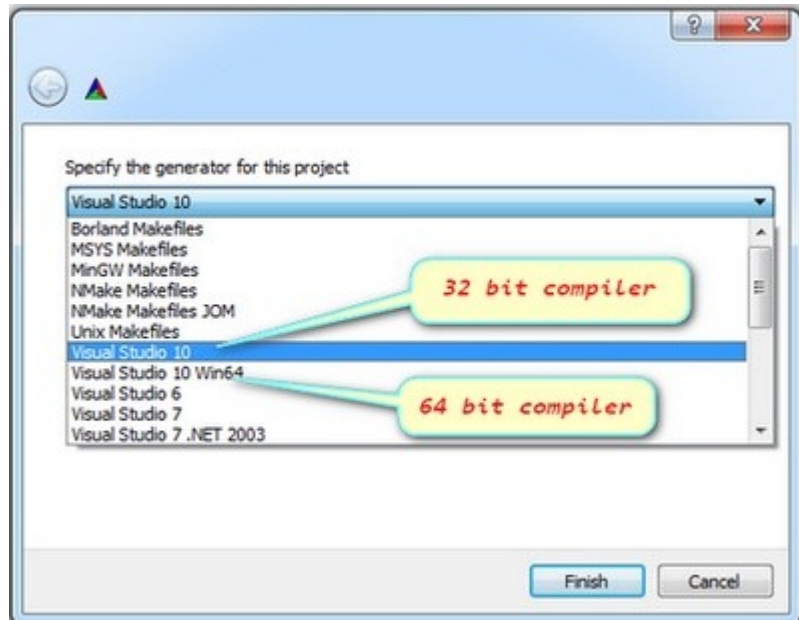 Specify the generator for this project
Visual Studio 10
Borland Makefiles
MSYS Makefiles
MinGW Makefiles
NMake Makefiles
NMake Makefiles JOM
Unix Makefiles
Visual Studio 10
Visual Studio 10 Win64
Visual Studio 6
Visual Studio 7
Visual Studio 7 .NET 2003
32 bit compiler
64 bit compiler
Finish
Cancel